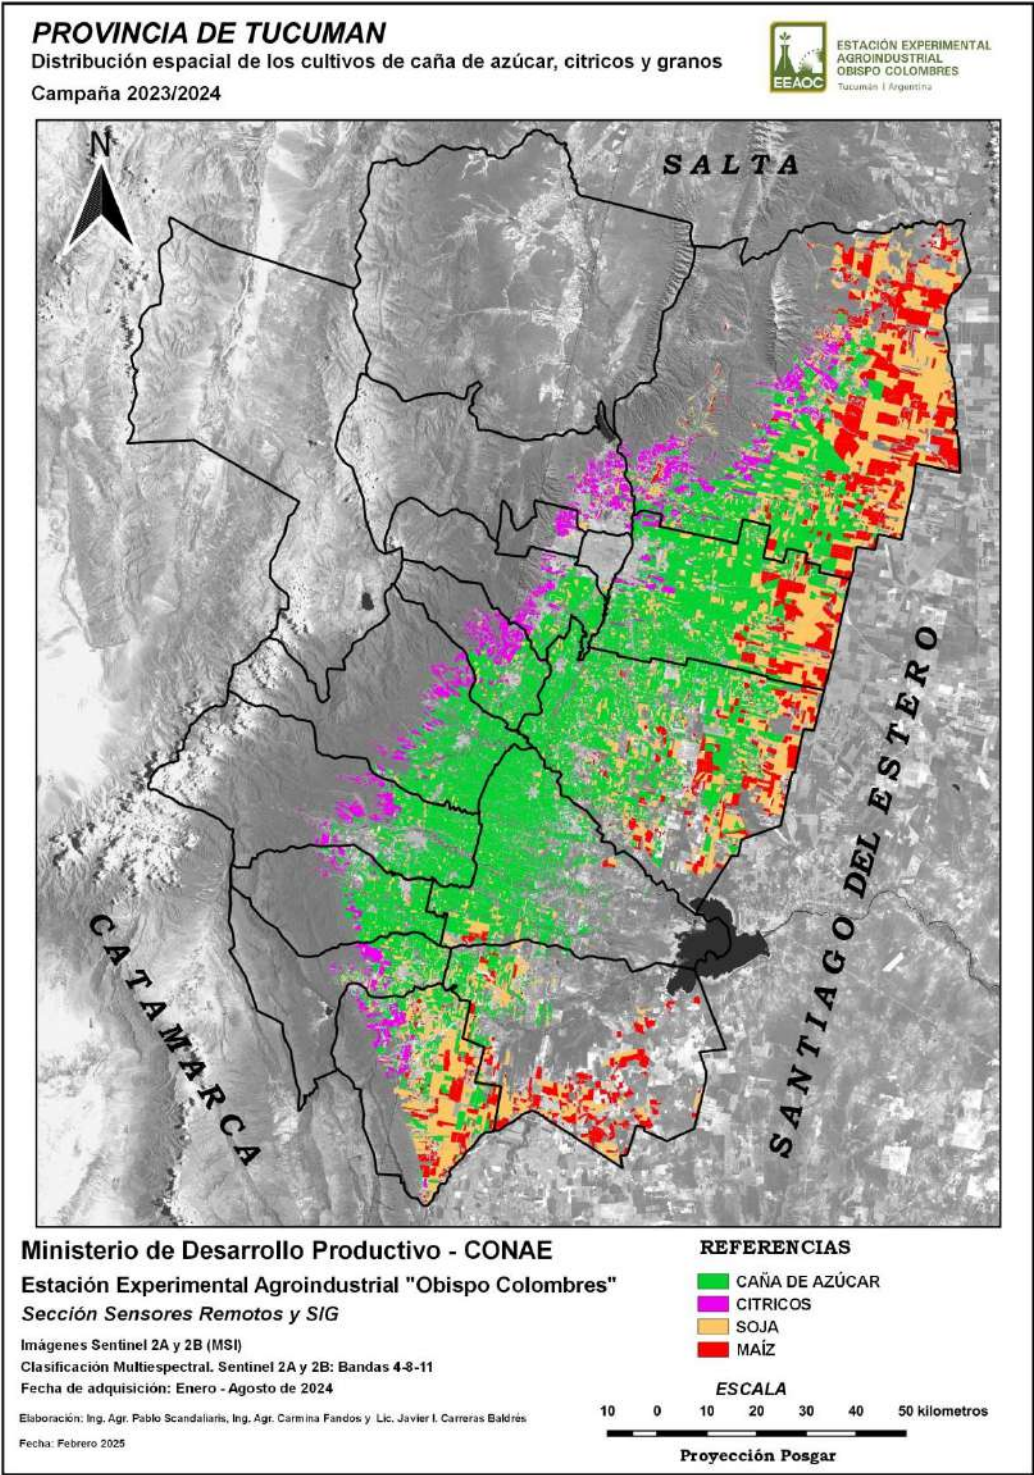 PROVINCIA DE TUCUMAN
Distribución espacial de los cultivos de caña de azúcar, citricos y granos
Campaña 2023/2024
EEAOC
ESTACIÓN EXPERIMENTAL
AGROINDUSTRIAL
OBISPO COLOMBRES
Tucumán | Argentina
N
SALTA
SANTIAGO DEL ESTERO
CATAMARCA
Ministerio de Desarrollo Productivo - CONAE
Estación Experimental Agroindustrial "Obispo Colombres"
Sección Sensores Remotos y SIG
Imágenes Sentinel 2A y 2B (MSI)
Clasificación Multiespectral. Sentinel 2A y 2B: Bandas 4-8-11
Fecha de adquisición: Enero - Agosto de 2024
Elaboración: Ing. Agr. Pablo Scandaliaris, Ing. Agr. Carmina Fandos y Lic. Javier I. Carreras Baldrés
Fecha: Febrero 2025
REFERENCIAS
CAÑA DE AZÚCAR
CITRICOS
SOJA
MAÍZ
ESCALA
10 0 10 20 30 40 50 kilometros
Proyección Posgar